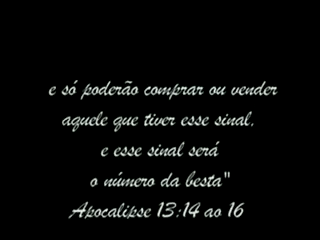 e só poderão comprar ou vender
aquele que tiver esse sinal,
e esse sinal será
o número da besta"
Apocalipse 13:14 ao 16